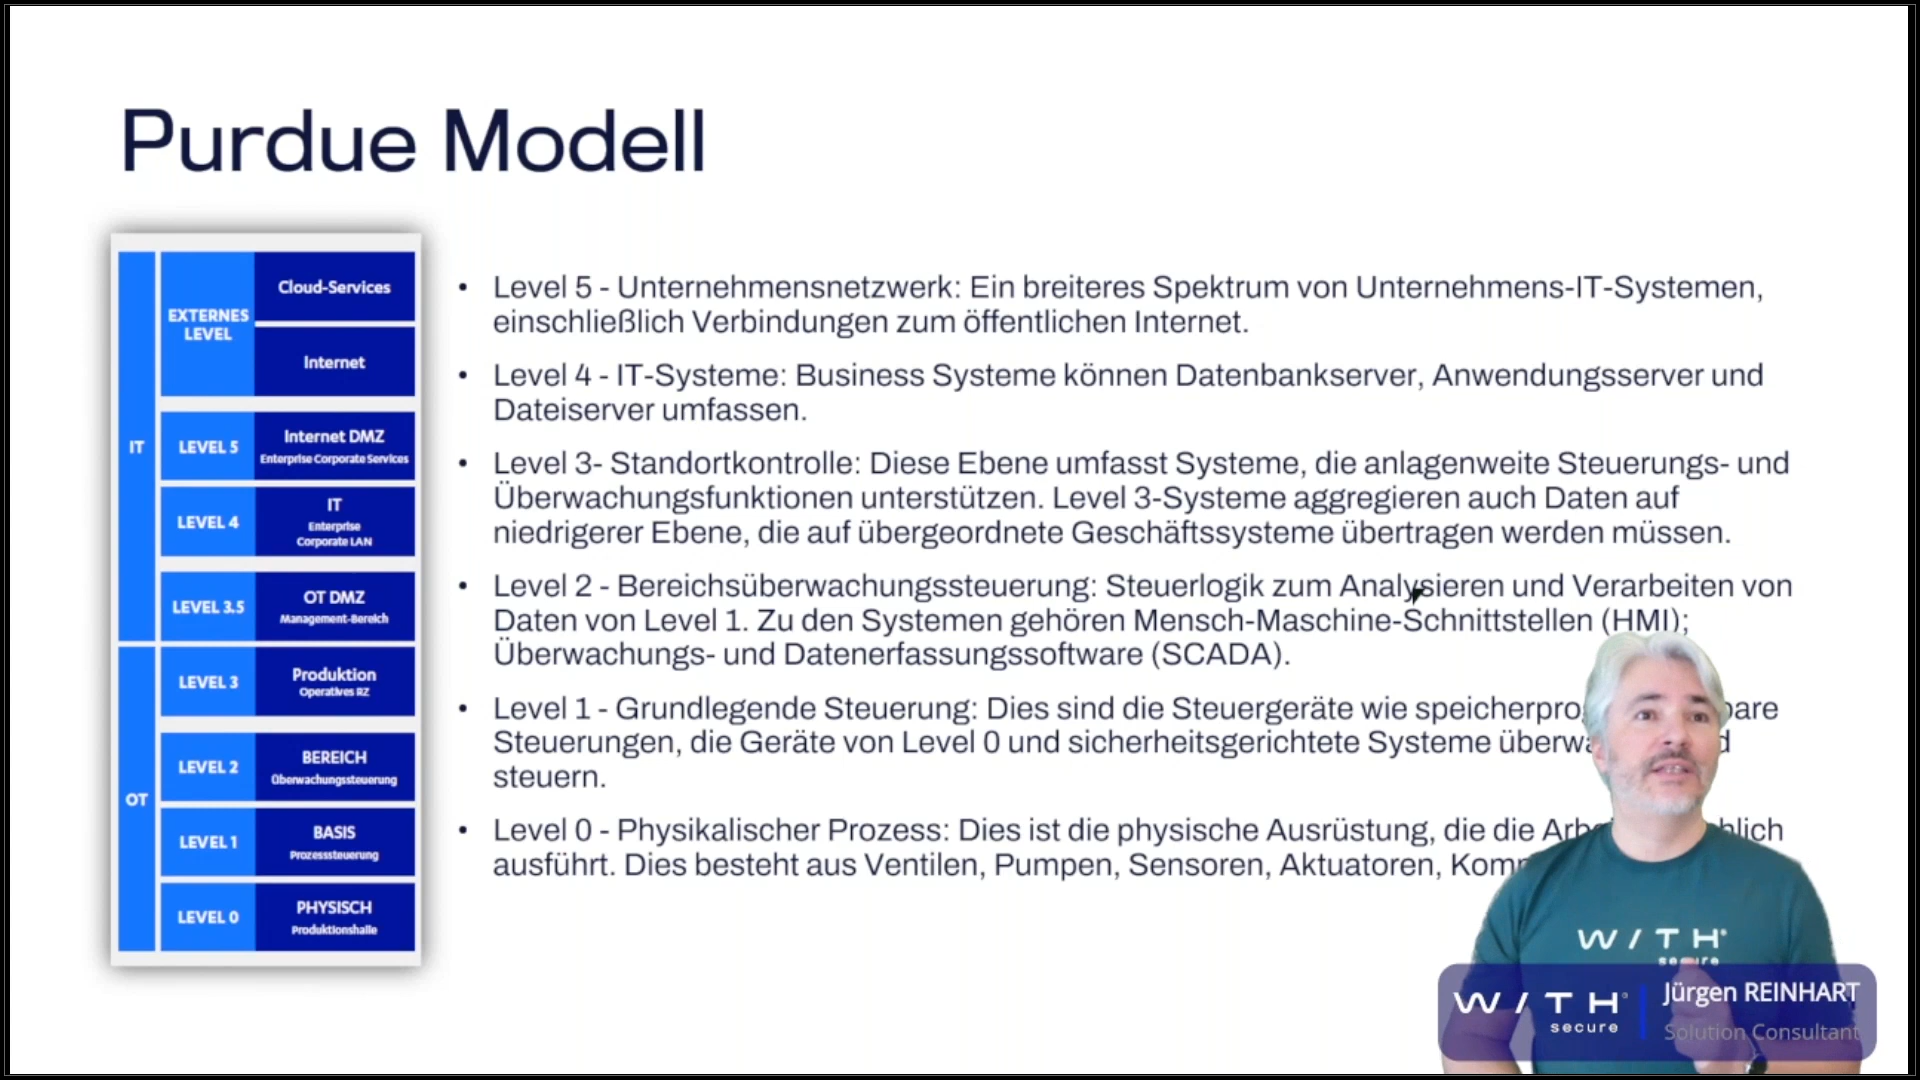 Purdue Modell
IT
EXTERNES
LEVEL
Cloud-Services
Internet
LEVEL 5
Internet DMZ
Enterprise Corporate Services
LEVEL 4
IT
Enterprise
Corporate LAN
LEVEL 3.5
OT DMZ
Management-Bereich
OT
LEVEL 3
Produktion
Operatives RZ
LEVEL 2
BEREICH
Überwachungssteuerung
LEVEL 1
BASIS
Prozesssteuerung
LEVEL 0
PHYSISCH
Produktionshalle
• Level 5 - Unternehmensnetzwerk: Ein breiteres Spektrum von Unternehmens-IT-Systemen,
einschließlich Verbindungen zum öffentlichen Internet.
• Level 4 - IT-Systeme: Business Systeme können Datenbankserver, Anwendungsserver und
Dateiserver umfassen.
• Level 3- Standortkontrolle: Diese Ebene umfasst Systeme, die anlagenweite Steuerungs- und
Überwachungsfunktionen unterstützen. Level 3-Systeme aggregieren auch Daten auf
niedrigerer Ebene, die auf übergeordnete Geschäftssysteme übertragen werden müssen.
• Level 2 - Bereichsüberwachungssteuerung: Steuerlogik zum Analysieren und Verarbeiten von
Daten von Level 1. Zu den Systemen gehören Mensch-Maschine-Schnittstellen (HMI);
Überwachungs- und Datenerfassungssoftware (SCADA).
• Level 1 - Grundlegende Steuerung: Dies sind die Steuergeräte wie
Steuerungen, die Geräte von Level 0 und sicherheitsgerichtete Systeme
steuern.
• Level 0 - Physikalischer Prozess: Dies ist die physische Ausrüstung, die die
ausführt. Dies besteht aus Ventilen, Pumpen, Sensoren, Aktuatoren,
W/TH®
secure
W/TH®
secure
Jürgen REINHART
Solution Consultant